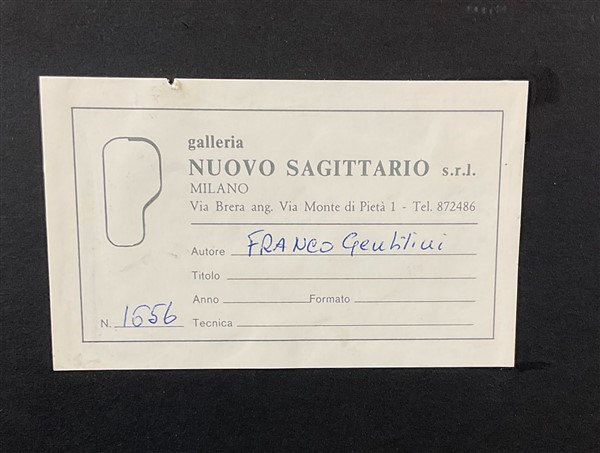 galleria
NUOVO SAGITTARIO s.r.l.
MILANO
Via Brera ang. Via Monte di Pietà 1 - Tel. 872486
Autore FRANCO Gentilini
Titolo
Anno Formato
N. 1656 Tecnica